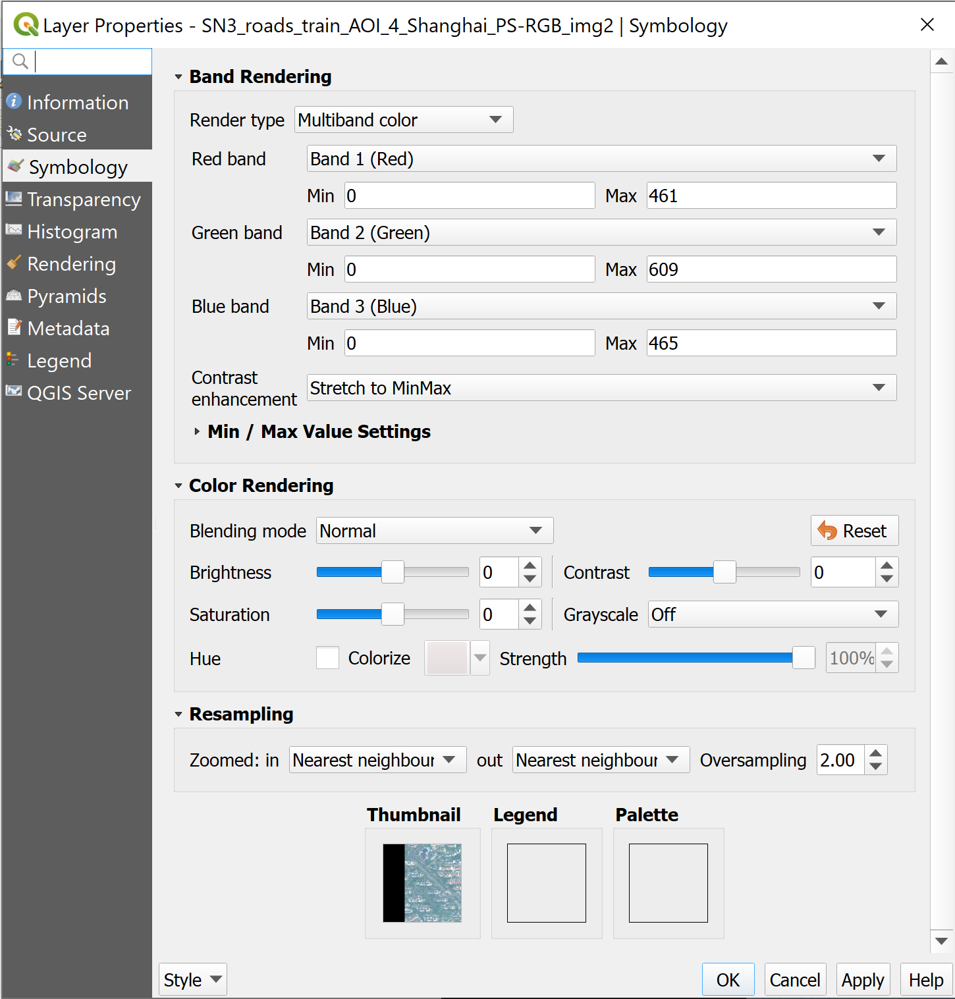 Layer Properties - SN3_roads_train_AOI_4_Shanghai_PS-RGB_img2 | Symbology
Information
Source
Symbology
Transparency
Histogram
Rendering
Pyramids
Metadata
Legend
QGIS Server
Band Rendering
Render type Multiband color
Red band Band 1 (Red)
Min 0 Max 461
Green band Band 2 (Green)
Min 0 Max 609
Blue band Band 3 (Blue)
Min 0 Max 465
Contrast
enhancement Stretch to MinMax
Min / Max Value Settings
Color Rendering
Blending mode Normal Reset
Brightness 0 Contrast 0
Saturation 0 Grayscale Off
Hue Colorize Strength 100%
Resampling
Zoomed: in Nearest neighbour out Nearest neighbour Oversampling 2.00
Thumbnail Legend Palette
Style OK Cancel Apply Help